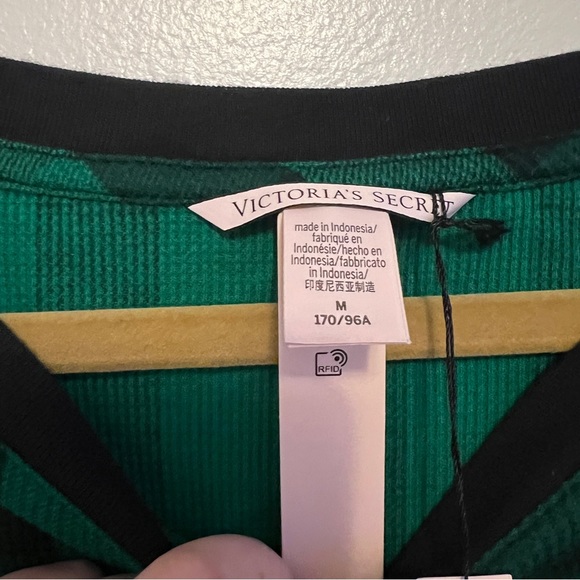 VICTORIA'S SECRET
made in Indonesia/
fabriqué en
Indonésie/hecho en
Indonesia/fabbricato
in Indonesia/
印度尼西亚制造
M
170/96A
RFID